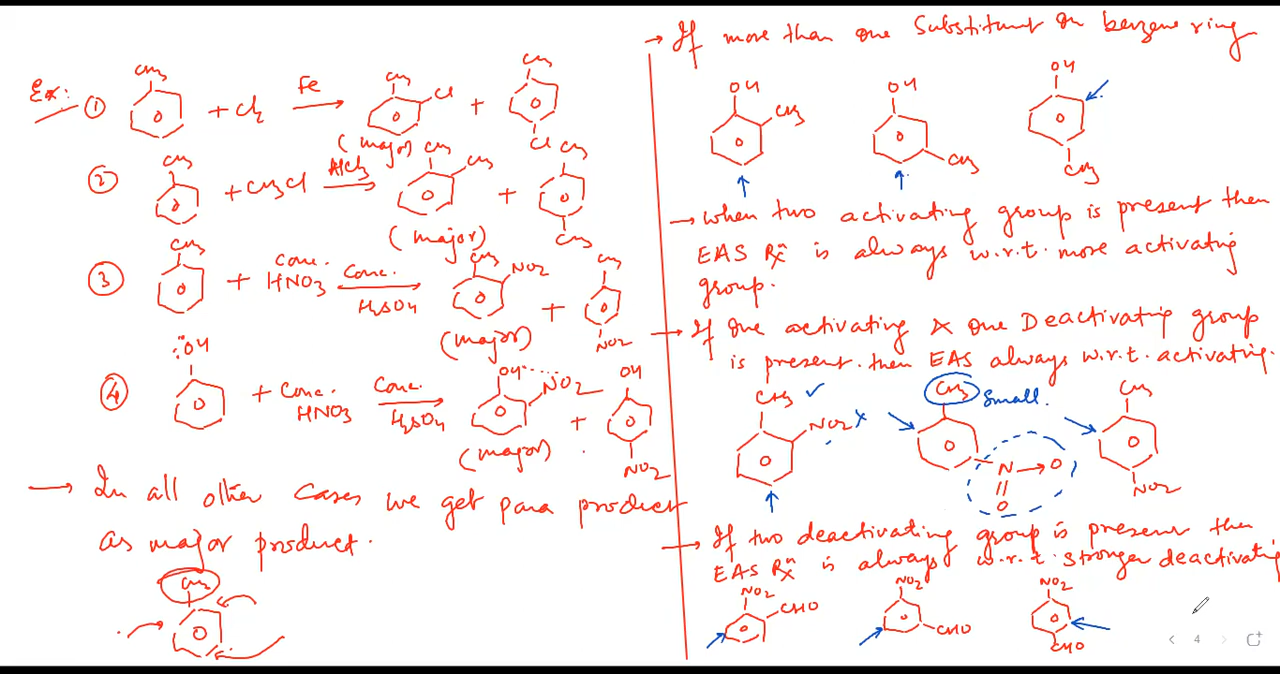 Ex: ① CH3 + Cl2 Fe CH3 Cl + CH3 Cl
(major)
② CH3 + CH3Cl AlCl3 CH3 CH3 + CH3 CH3
(major)
③ CH3 + Conc. HNO3 Conc. H2SO4 CH3 NO2 + CH3 NO2
(major)
④ :ÖH + Conc. HNO3 Conc. H2SO4 OH NO2 + OH NO2
(major)
→ In all other cases we get para product
as major product.
CH3
→ If more than one Substituent on benzene ring
OH CH3 OH CH3 OH CH3
→ When two activating group is present then
EAS Rxn is always w.r.t. more activating
group.
→ If one activating & one Deactivating group
is present. then EAS always w.r.t. activating.
CH3 ✓ NO2 x CH3 Small. N→O O CH3 NO2
→ If two deactivating group is present then
EAS Rxn is always w.r.t. stronger deactivating
NO2 CHO NO2 CHO NO2 CHO
< 4 >